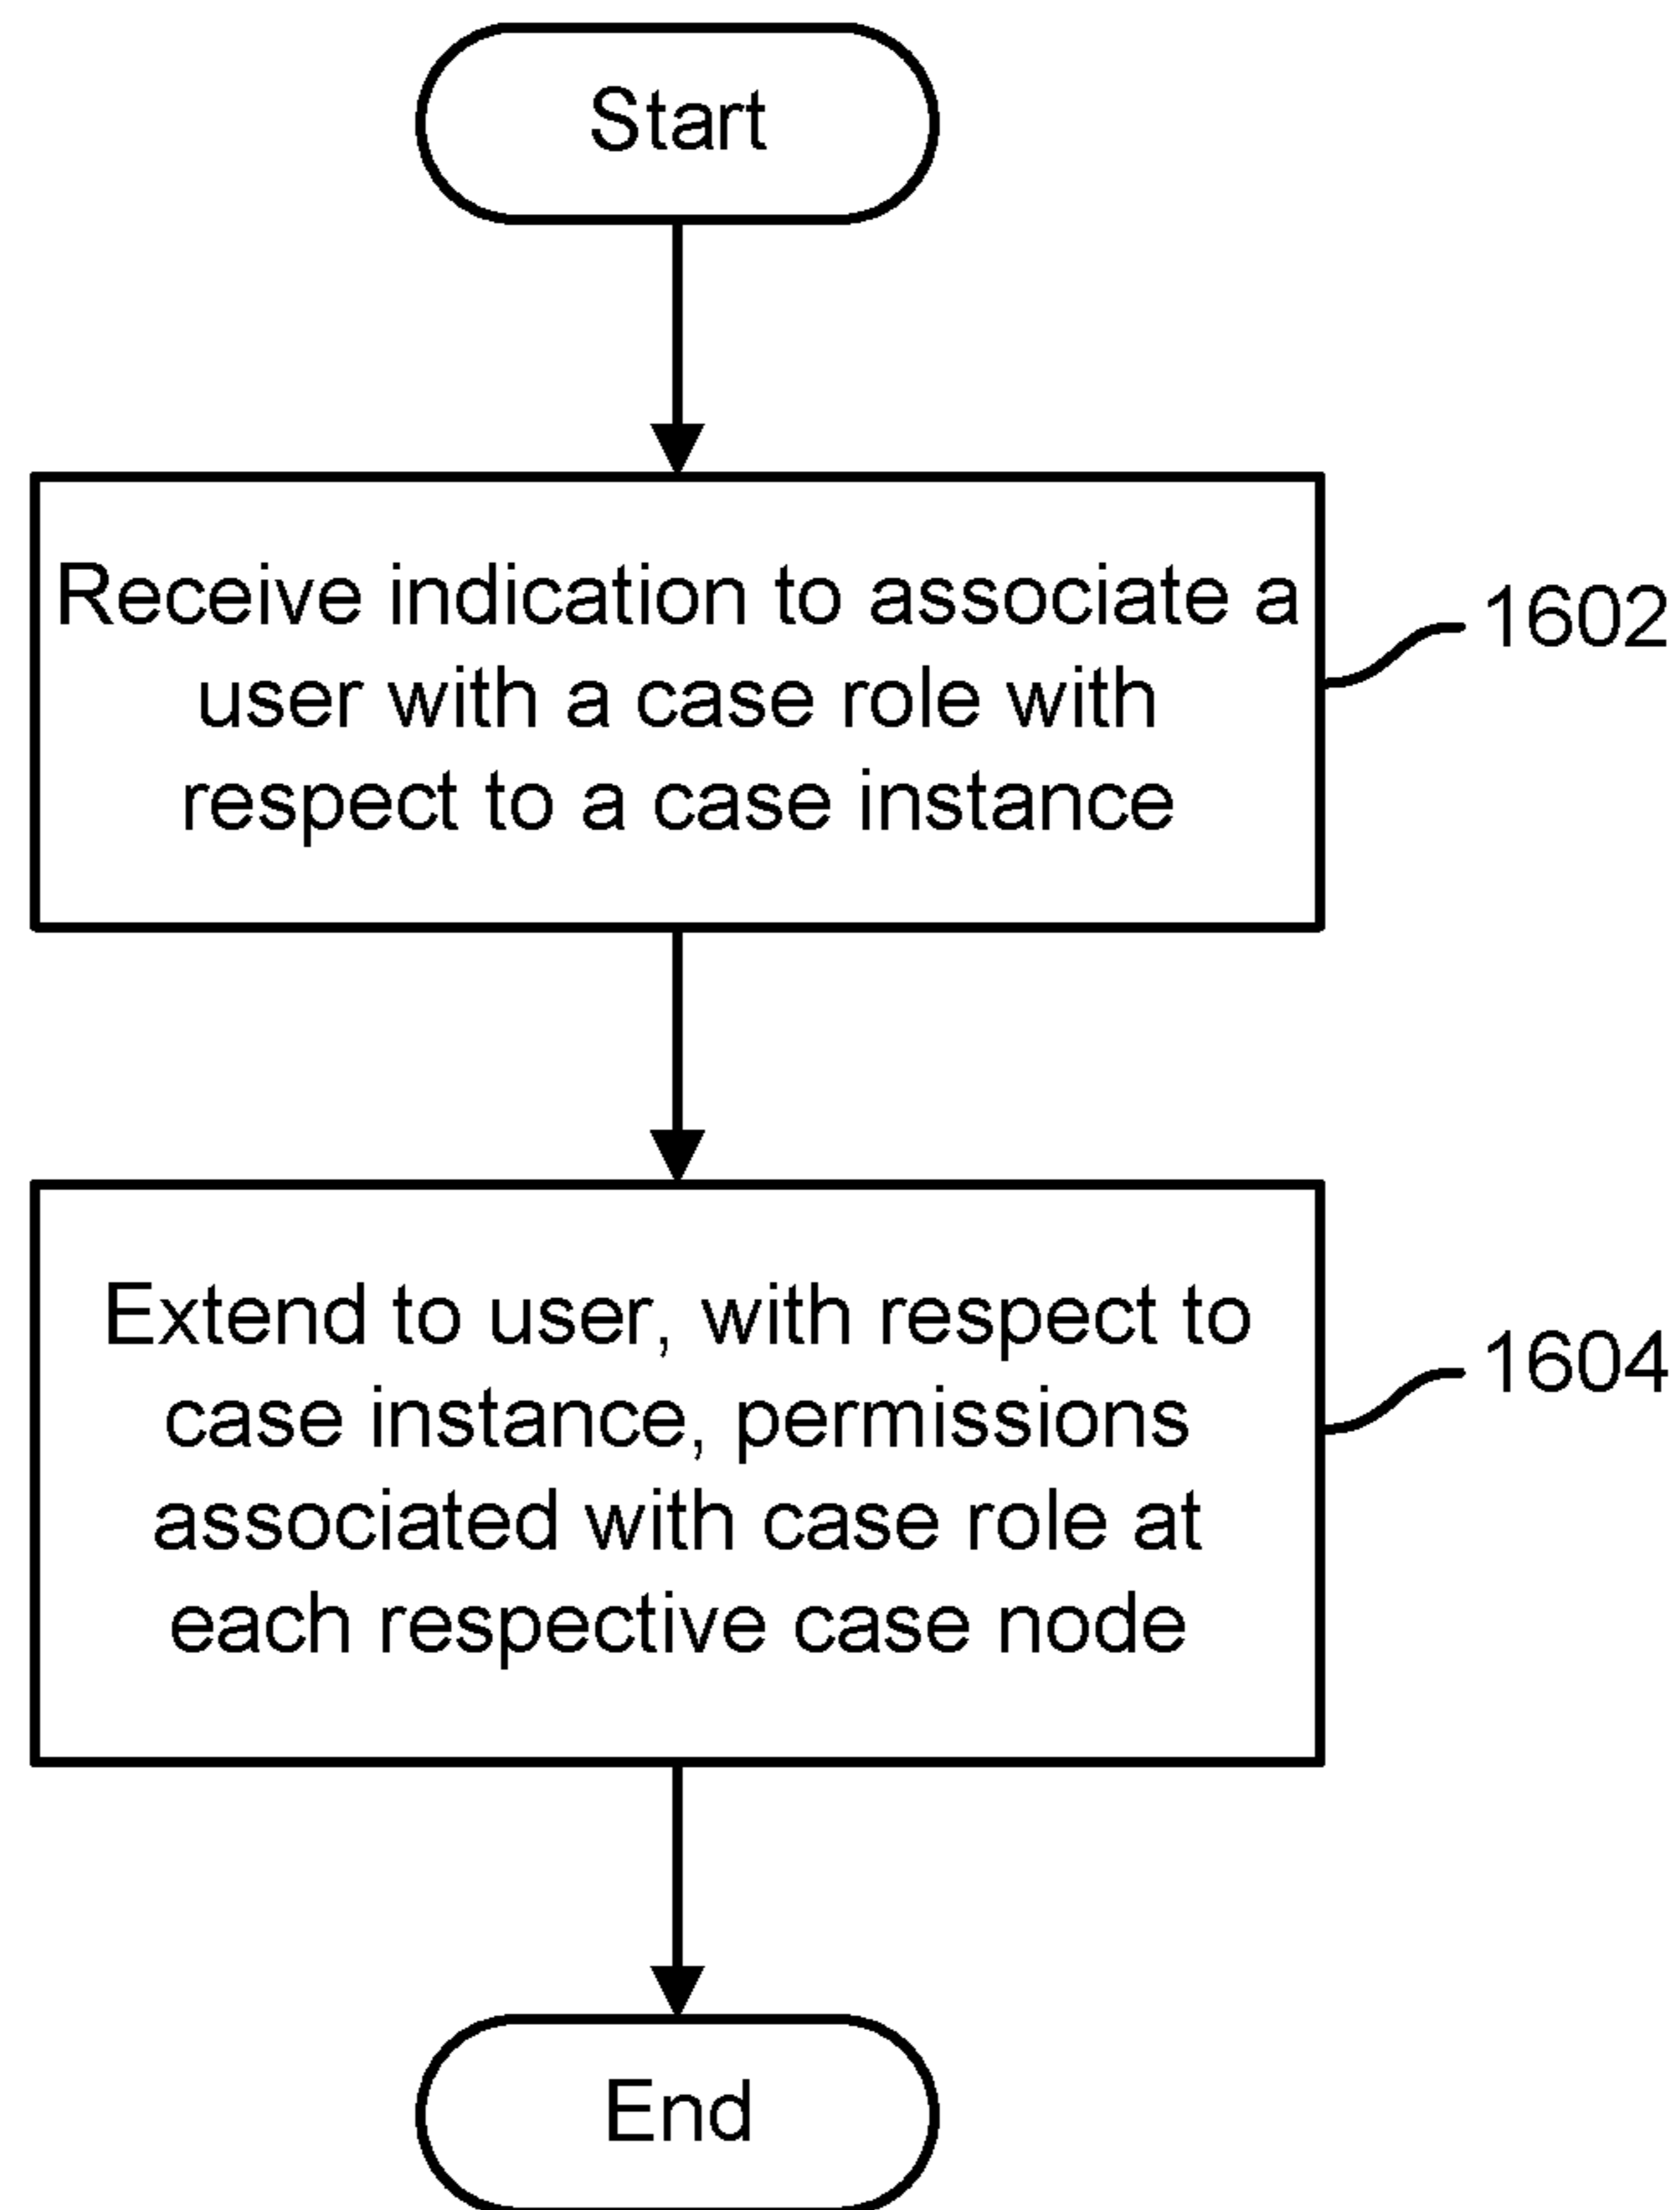 Start
Receive indication to associate a
user with a case role with
respect to a case instance
1602
Extend to user, with respect to
case instance, permissions
associated with case role at
each respective case node
1604
End